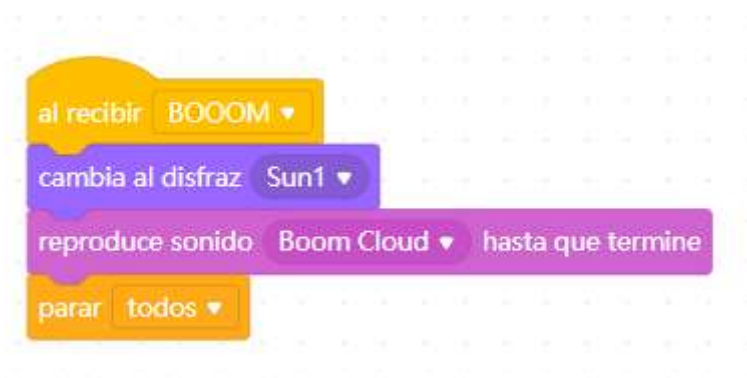 al recibir BOOOM
cambia al disfraz Sun1
reproduce sonido Boom Cloud hasta que termine
parar todos